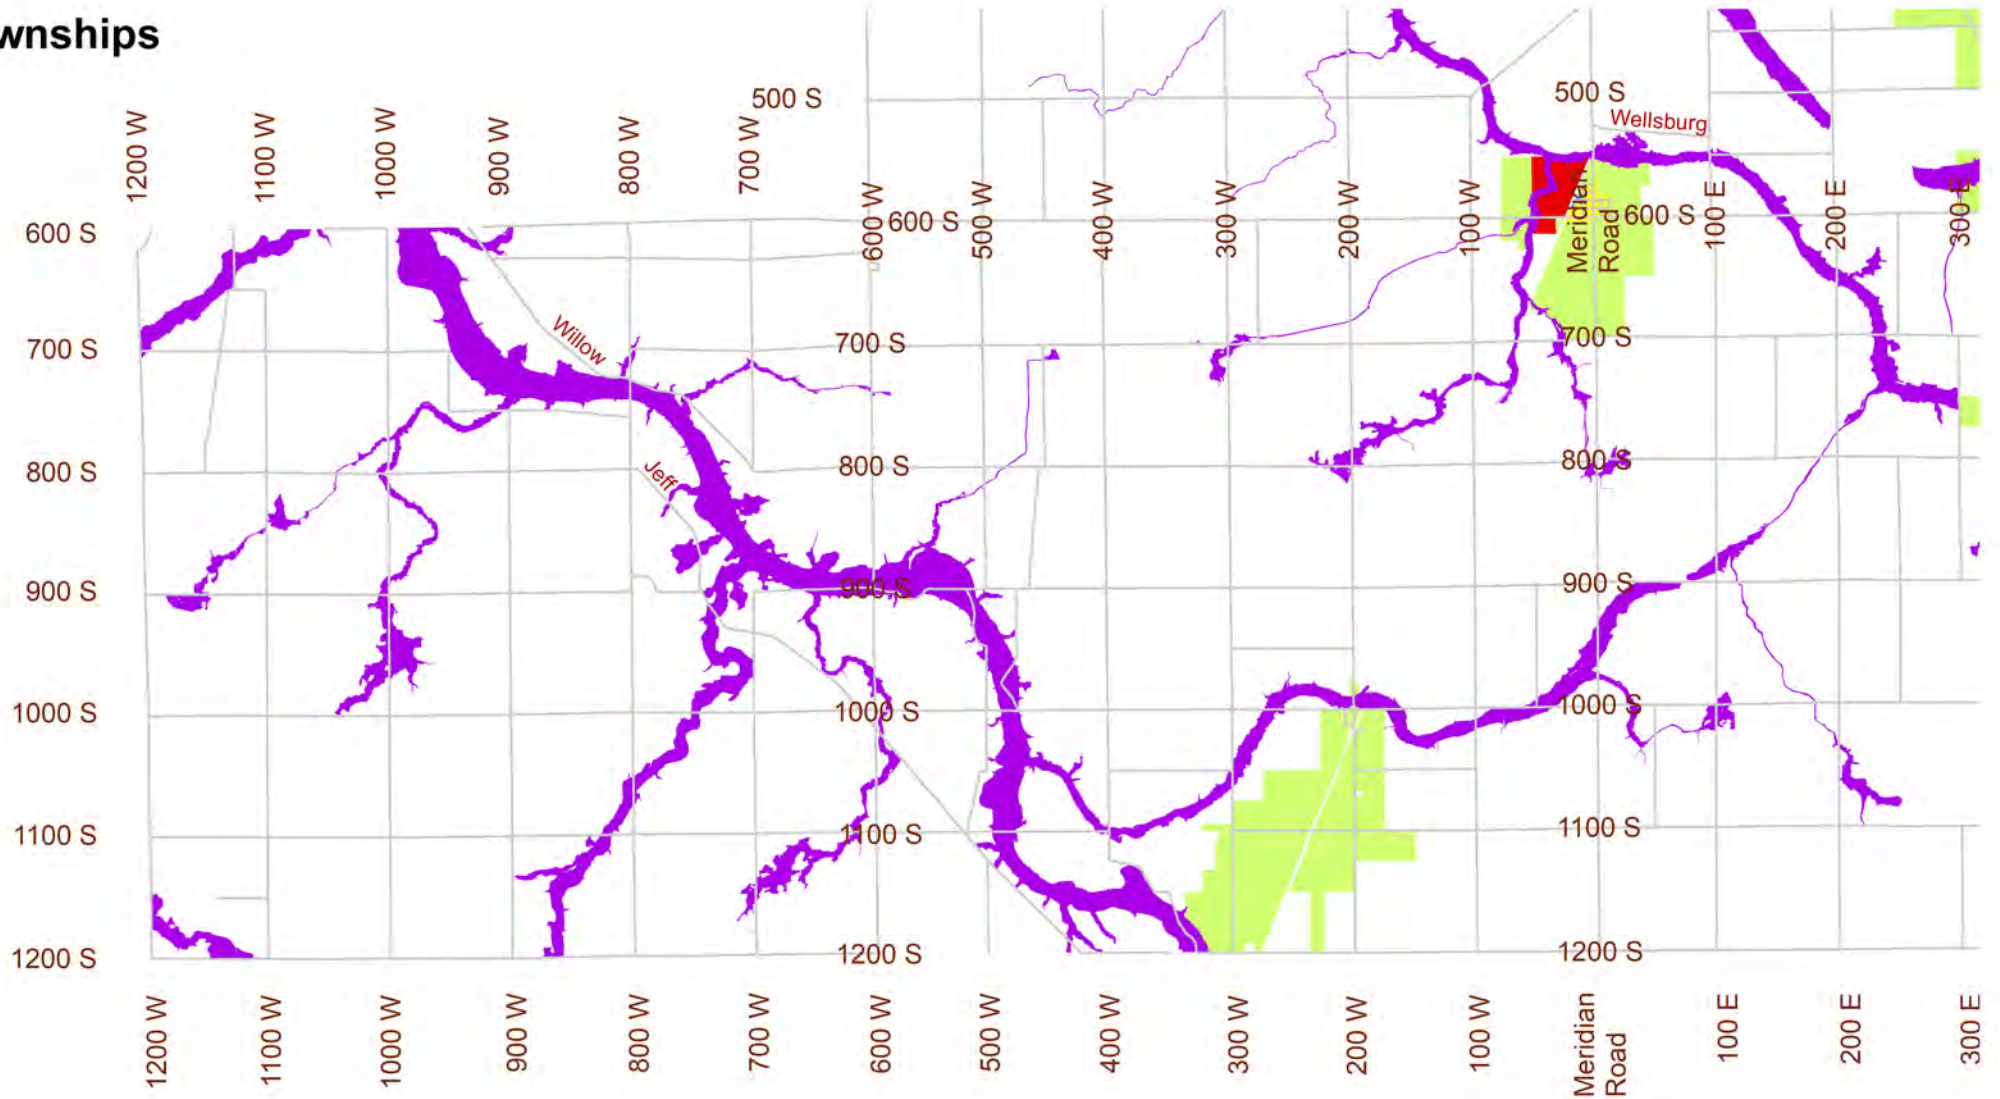 wnships
500 S
500 S
Wellsburg
1200 W
1100 W
1000 W
900 W
800 W
700 W
600 W
600 S
500 W
400 W
300 W
200 W
100 W
Meridian
Road
600 S
100 E
200 E
300 E
600 S
Willow
700 S
700 S
700 S
Jeff
800 S
800 S
800 S
900 S
900 S
900 S
1000 S
1000 S
1000 S
1100 S
1100 S
1100 S
1200 S
1200 S
1200 S
1200 W
1100 W
1000 W
900 W
800 W
700 W
600 W
500 W
400 W
300 W
200 W
100 W
Meridian
Road
100 E
200 E
300 E